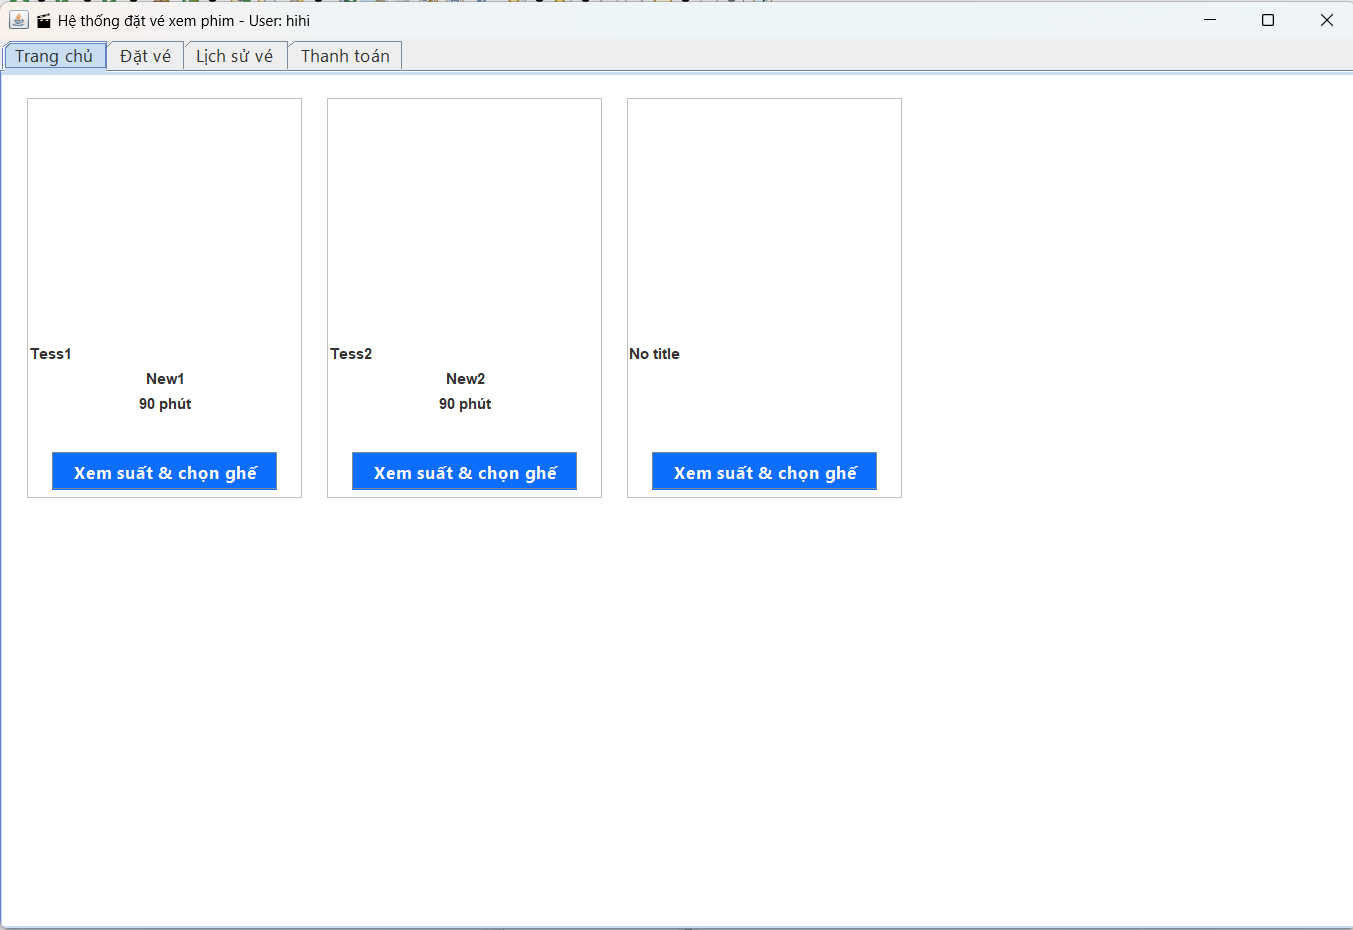 Hệ thống đặt vé xem phim - User: hihi
Trang chủ
Đặt vé
Lịch sử vé
Thanh toán
Tess1
New1
90 phút
Xem suất & chọn ghế
Tess2
New2
90 phút
Xem suất & chọn ghế
No title
Xem suất & chọn ghế